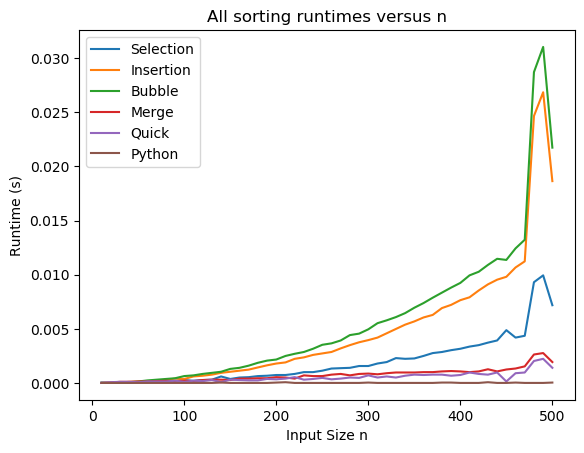 All sorting runtimes versus n
Selection
Insertion
Bubble
Merge
Quick
Python
Runtime (s)
0.030
0.025
0.020
0.015
0.010
0.005
0.000
0
100
200
300
400
500
Input Size n